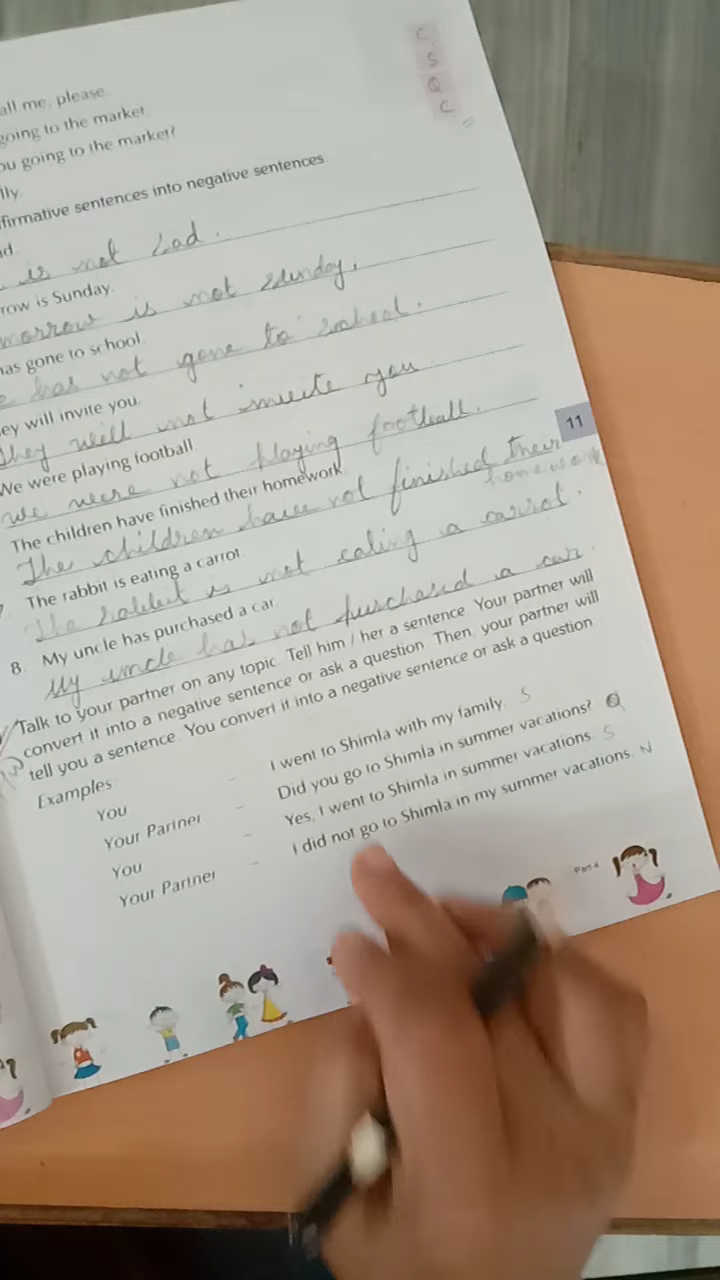 C
S
Q
C
all me, please.
going to the market.
ou going to the market?
lly.
firmative sentences into negative sentences.
d.
is not sad.
row is Sunday.
morrow is not sunday.
has gone to school.
e has not gone to school.
ey will invite you.
They will not invite you
We were playing football.
we were not playing football.
11
The children have finished their homework.
The children have not finished their
homework
7. The rabbit is eating a carrot.
The rabbit is not eating a carrot.
8. My uncle has purchased a car.
My uncle has not purchased a car.
Talk to your partner on any topic. Tell him / her a sentence. Your partner will
convert it into a negative sentence or ask a question. Then, your partner will
tell you a sentence. You convert it into a negative sentence or ask a question.
Examples
You – I went to Shimla with my family. S
Your Partner – Did you go to Shimla in summer vacations? Q
You – Yes, I went to Shimla in summer vacations. S
Your Partner – I did not go to Shimla in my summer vacations. N
Part-4